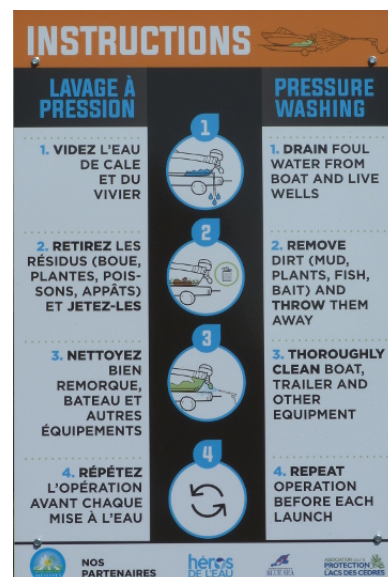 INSTRUCTIONS
LAVAGE À
PRESSION
1. VIDEZ L'EAU
DE CALE
ET DU
VIVIER
2. RETIREZ LES
RÉSIDUS (BOUE,
PLANTES, POIS-
SONS, APPÂTS)
ET JETEZ-LES
3. NETTOYEZ
BIEN
REMORQUE,
BATEAU ET
AUTRES
ÉQUIPEMENTS
4. RÉPÉTEZ
L'OPÉRATION
AVANT CHAQUE
MISE À L'EAU
1
2
3
4
PRESSURE
WASHING
1. DRAIN FOUL
WATER FROM
BOAT AND LIVE
WELLS
2. REMOVE
DIRT (MUD,
PLANTS, FISH,
BAIT) AND
THROW THEM
AWAY
3. THOROUGHLY
CLEAN BOAT,
TRAILER AND
OTHER
EQUIPMENT
4. REPEAT
OPERATION
BEFORE EACH
LAUNCH
NOS
PARTENAIRES
héros
DE L'EAU
BLUE SEA
PROTECTION
LACS DES CÈDRES